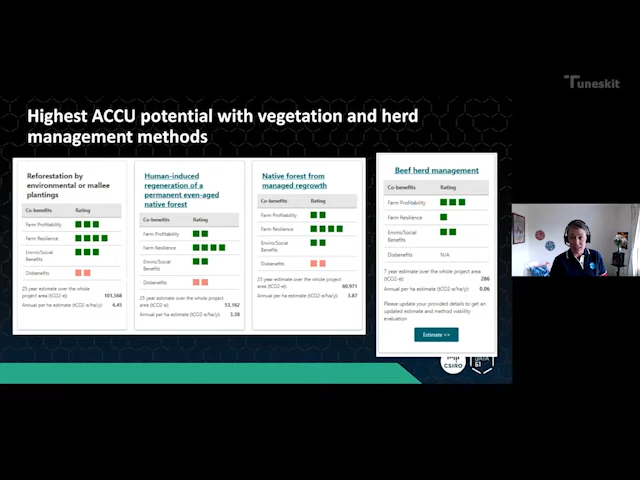 Tuneskit
Highest ACCU potential with vegetation and herd
management methods
Reforestation by
environmental or mallee
plantings
Co-benefits Rating
Farm Profitability
Farm Resilience
Enviro/Social
Benefits
Disbenefits
25 year estimate over the whole
project area (tCO2-e): 101,568
Annual per ha estimate (tCO2-e/ha/y): 6.45
Human-induced
regeneration of a
permanent even-aged
native forest
Co-benefits Rating
Farm Profitability
Farm Resilience
Enviro/Social
Benefits
Disbenefits
25 year estimate over the whole project
area (tCO2-e): 53,162
Annual per ha estimate (tCO2-e/ha/y): 3.38
Native forest from
managed regrowth
Co-benefits Rating
Farm Profitability
Farm Resilience
Enviro/Social
Benefits
Disbenefits
25 year estimate over the whole project
area (tCO2-e): 60,971
Annual per ha estimate (tCO2-e/ha/y): 3.87
Beef herd management
Co-benefits Rating
Farm Profitability
Farm Resilience
Enviro/Social
Benefits
Disbenefits N/A
7 year estimate over the whole project area
(tCO2-e): 266
Annual per ha estimate (tCO2-e/ha/y): 0.06
Please update your provided details to get an
updated estimate and method viability
evaluation
Estimate >>
CSIRO
DATA
61